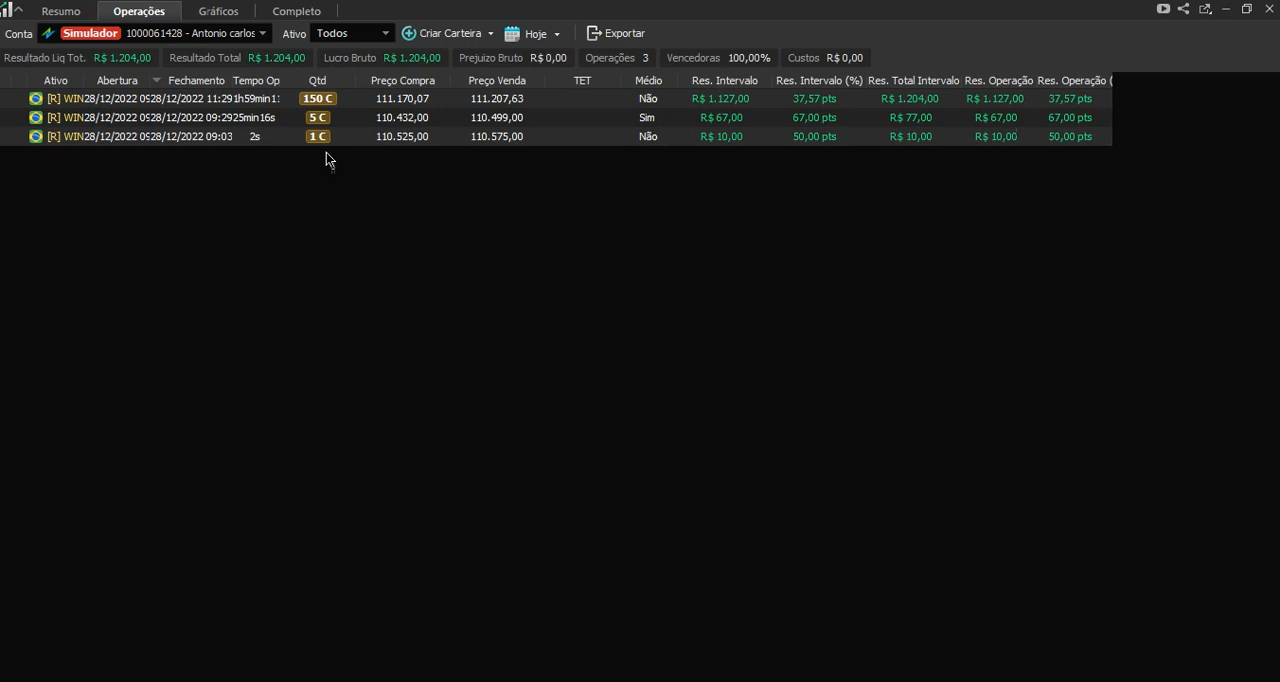 Resumo Operações Gráficos Completo
Conta Simulador 1000061428 - Antonio carlos Ativo Todos Criar Carteira Hoje Exportar
Resultado Liq Tot. R$ 1.204,00 Resultado Total R$ 1.204,00 Lucro Bruto R$ 1.204,00 Prejuizo Bruto R$ 0,00 Operações 3 Vencedoras 100,00% Custos R$ 0,00
Ativo Abertura Fechamento Tempo Op Qtd Preço Compra Preço Venda TET Médio Res. Intervalo Res. Intervalo (%) Res. Total Intervalo Res. Operação Res. Operação (
[R] WIN 28/12/2022 09 28/12/2022 11:29 1h59min1: 150 C 111.170,07 111.207,63 Não R$ 1.127,00 37,57 pts R$ 1.204,00 R$ 1.127,00 37,57 pts
[R] WIN 28/12/2022 09 28/12/2022 09:29 25min16s 5 C 110.432,00 110.499,00 Sim R$ 67,00 67,00 pts R$ 77,00 R$ 67,00 67,00 pts
[R] WIN 28/12/2022 09 28/12/2022 09:03 2s 1 C 110.525,00 110.575,00 Não R$ 10,00 50,00 pts R$ 10,00 R$ 10,00 50,00 pts